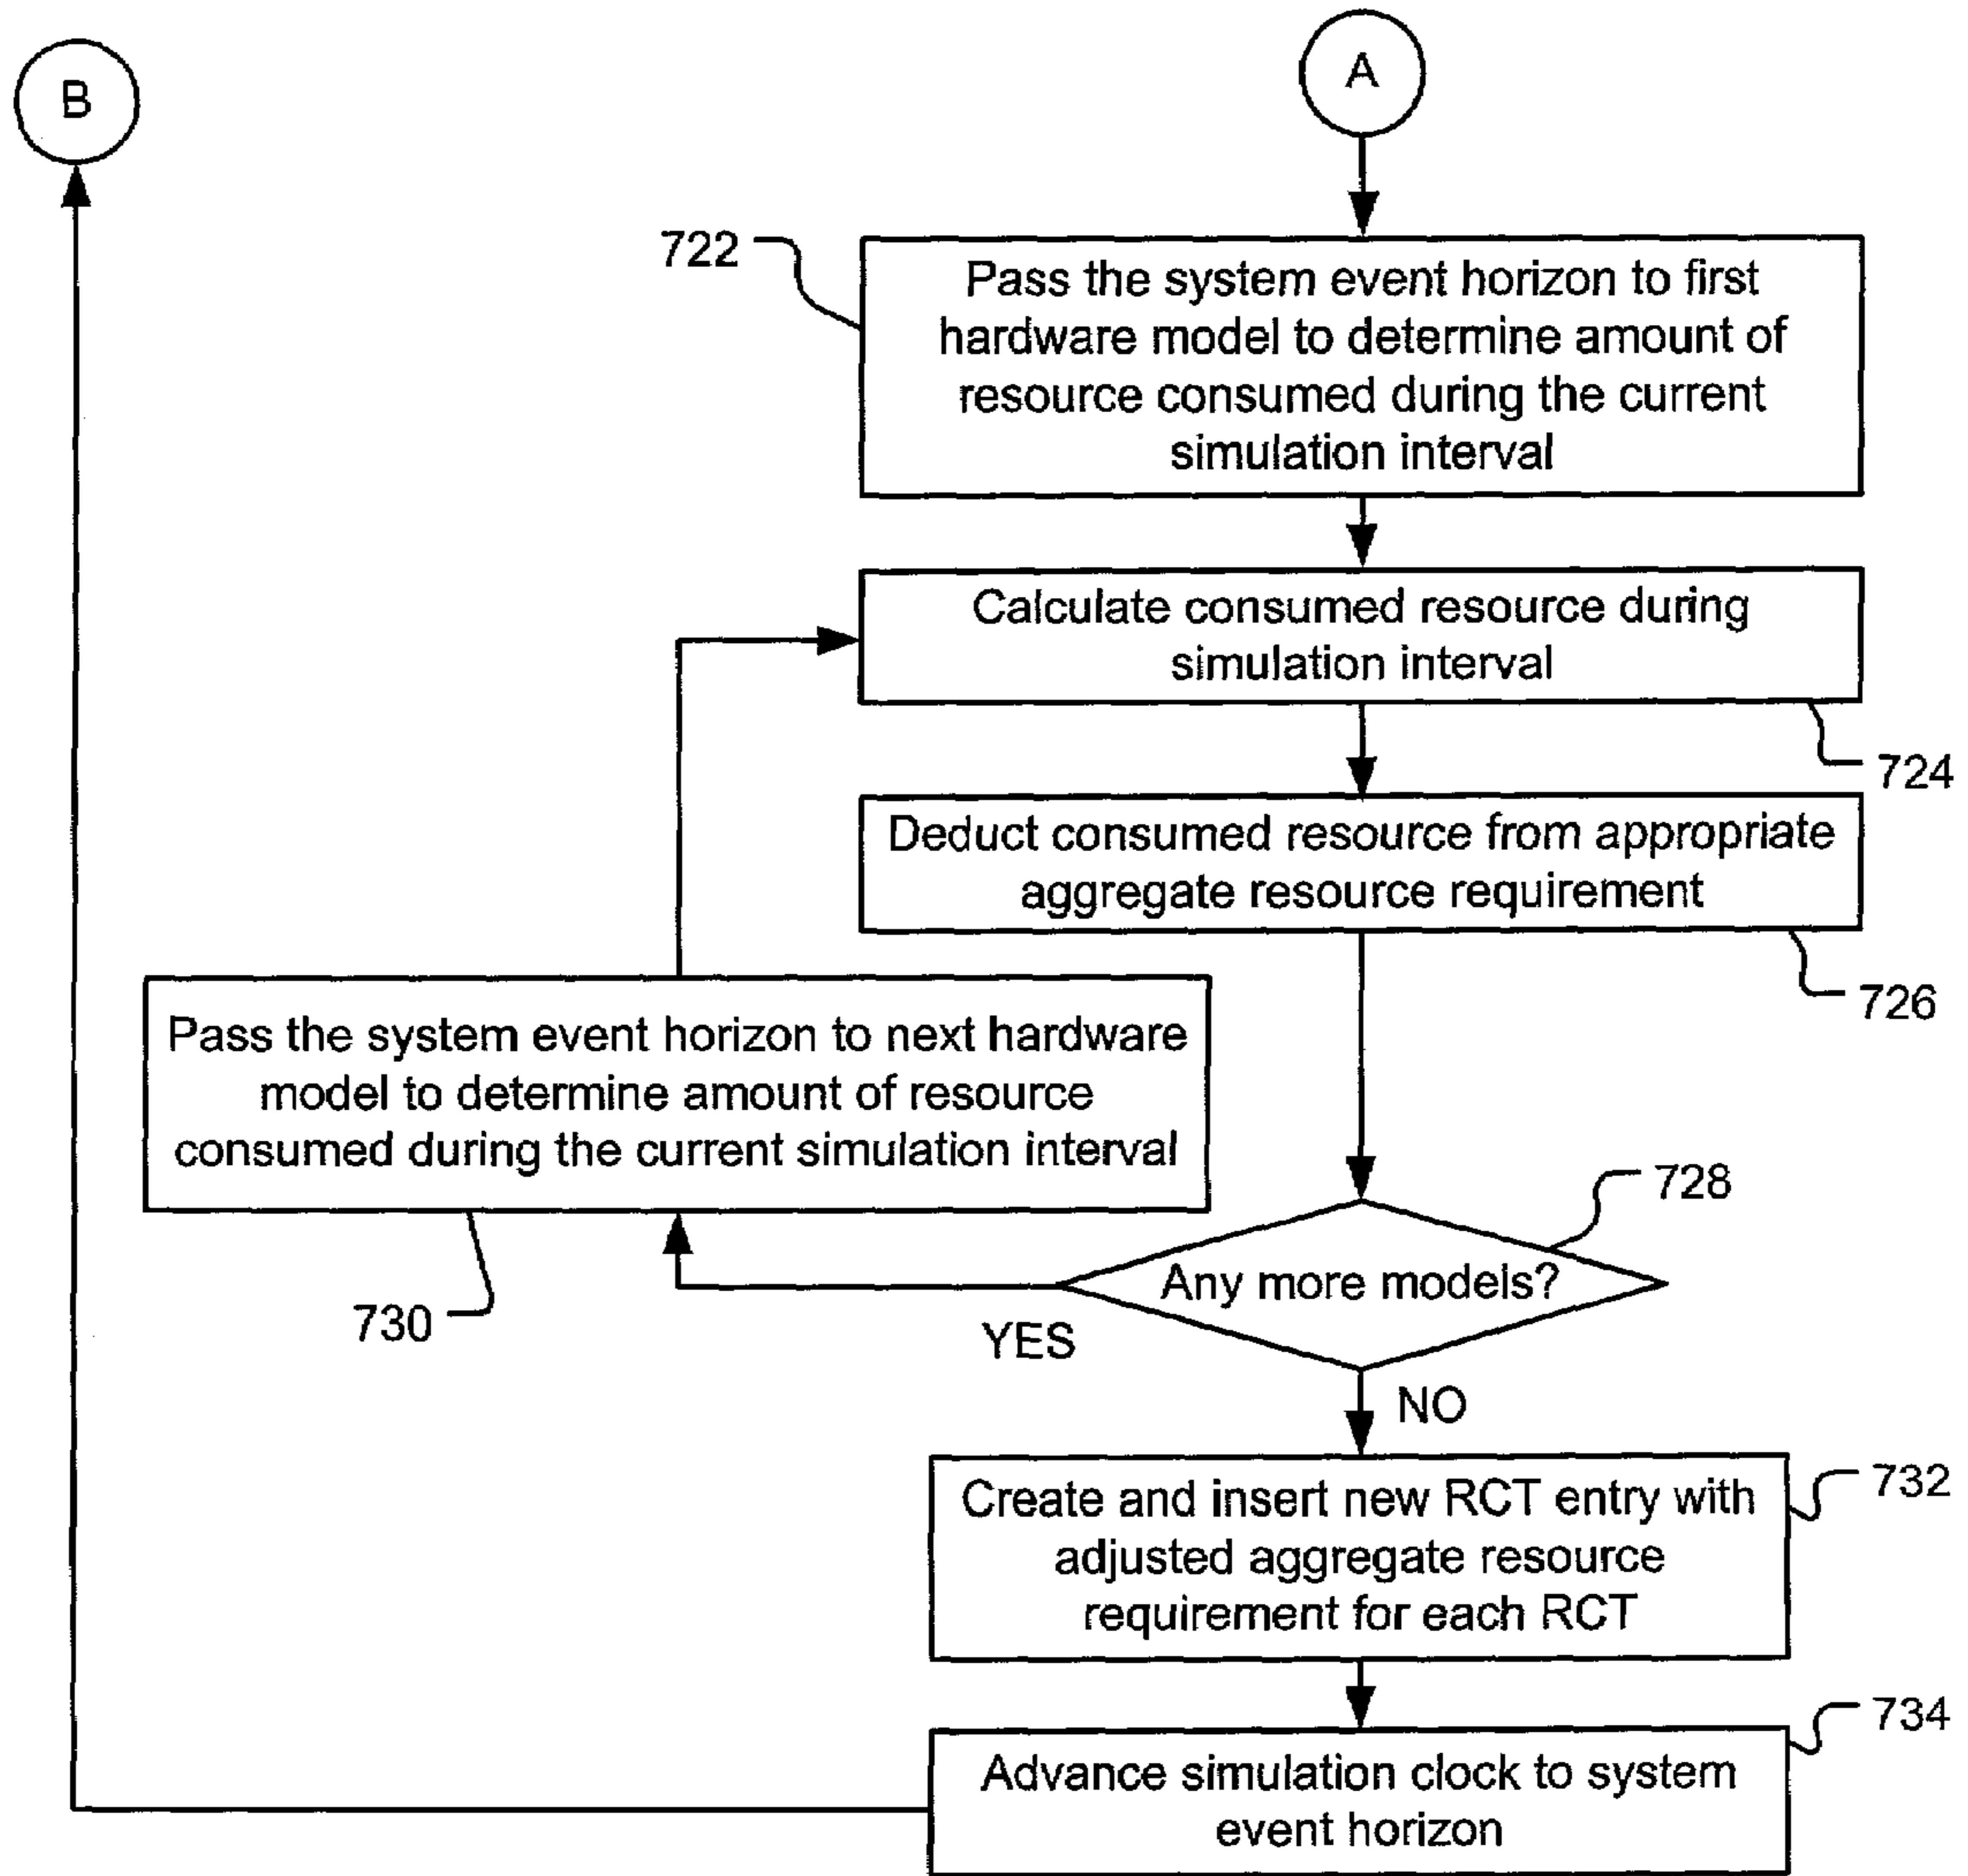 B
A
722
Pass the system event horizon to first
hardware model to determine amount of
resource consumed during the current
simulation interval
Calculate consumed resource during
simulation interval
724
Deduct consumed resource from appropriate
aggregate resource requirement
726
Pass the system event horizon to next hardware
model to determine amount of resource
consumed during the current simulation interval
728
Any more models?
730
YES
NO
Create and insert new RCT entry with
adjusted aggregate resource
requirement for each RCT
732
734
Advance simulation clock to system
event horizon